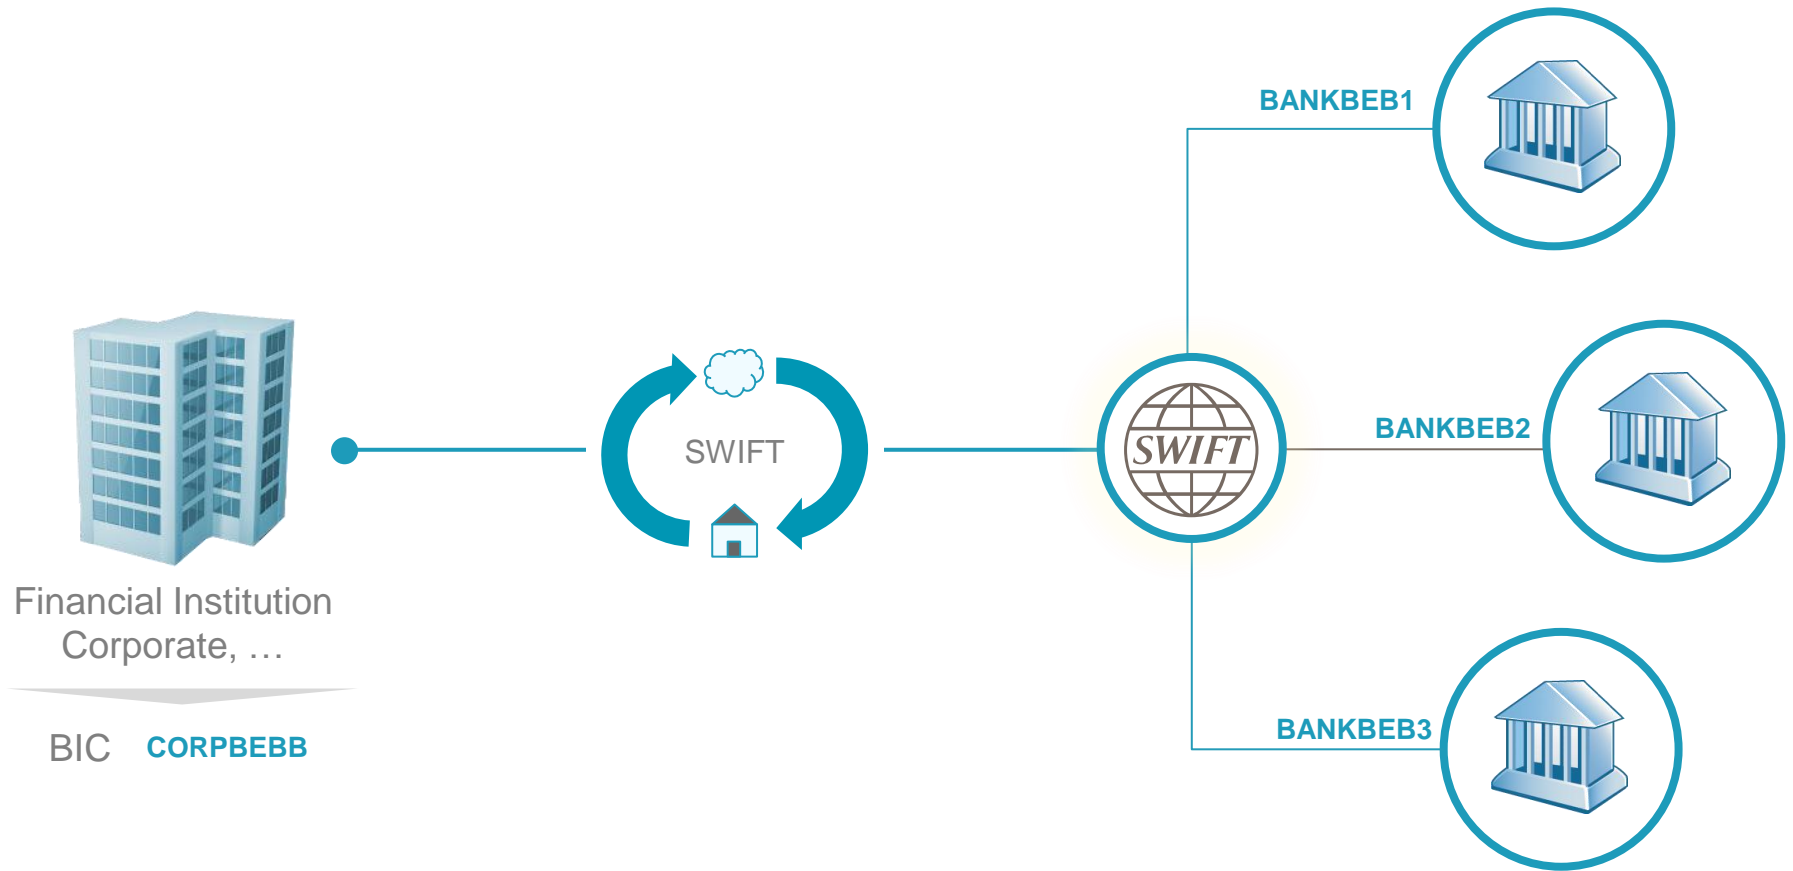 BANKBEB1
SWIFT
SWIFT
BANKBEB2
Financial Institution
Corporate, …
BIC CORPBEBB
BANKBEB3